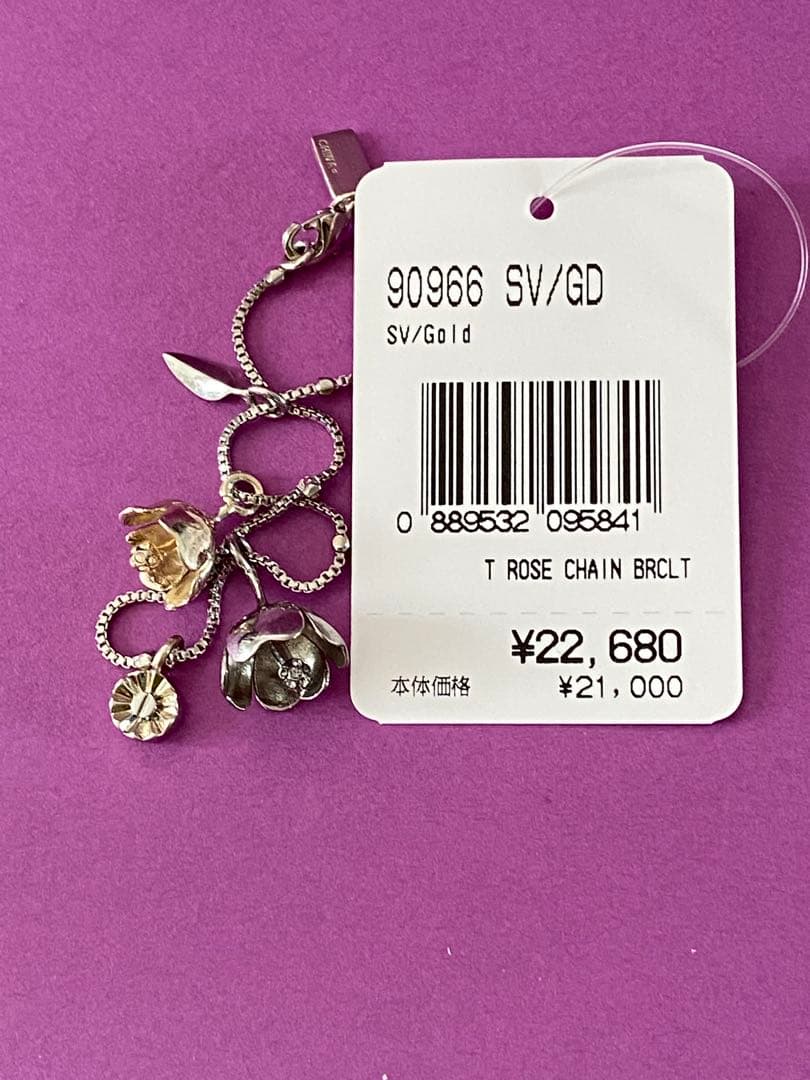 90966 SV/GD
SV/Gold
0 889532 095841
T ROSE CHAIN BRCLT
¥22,680
本体価格 ¥21,000